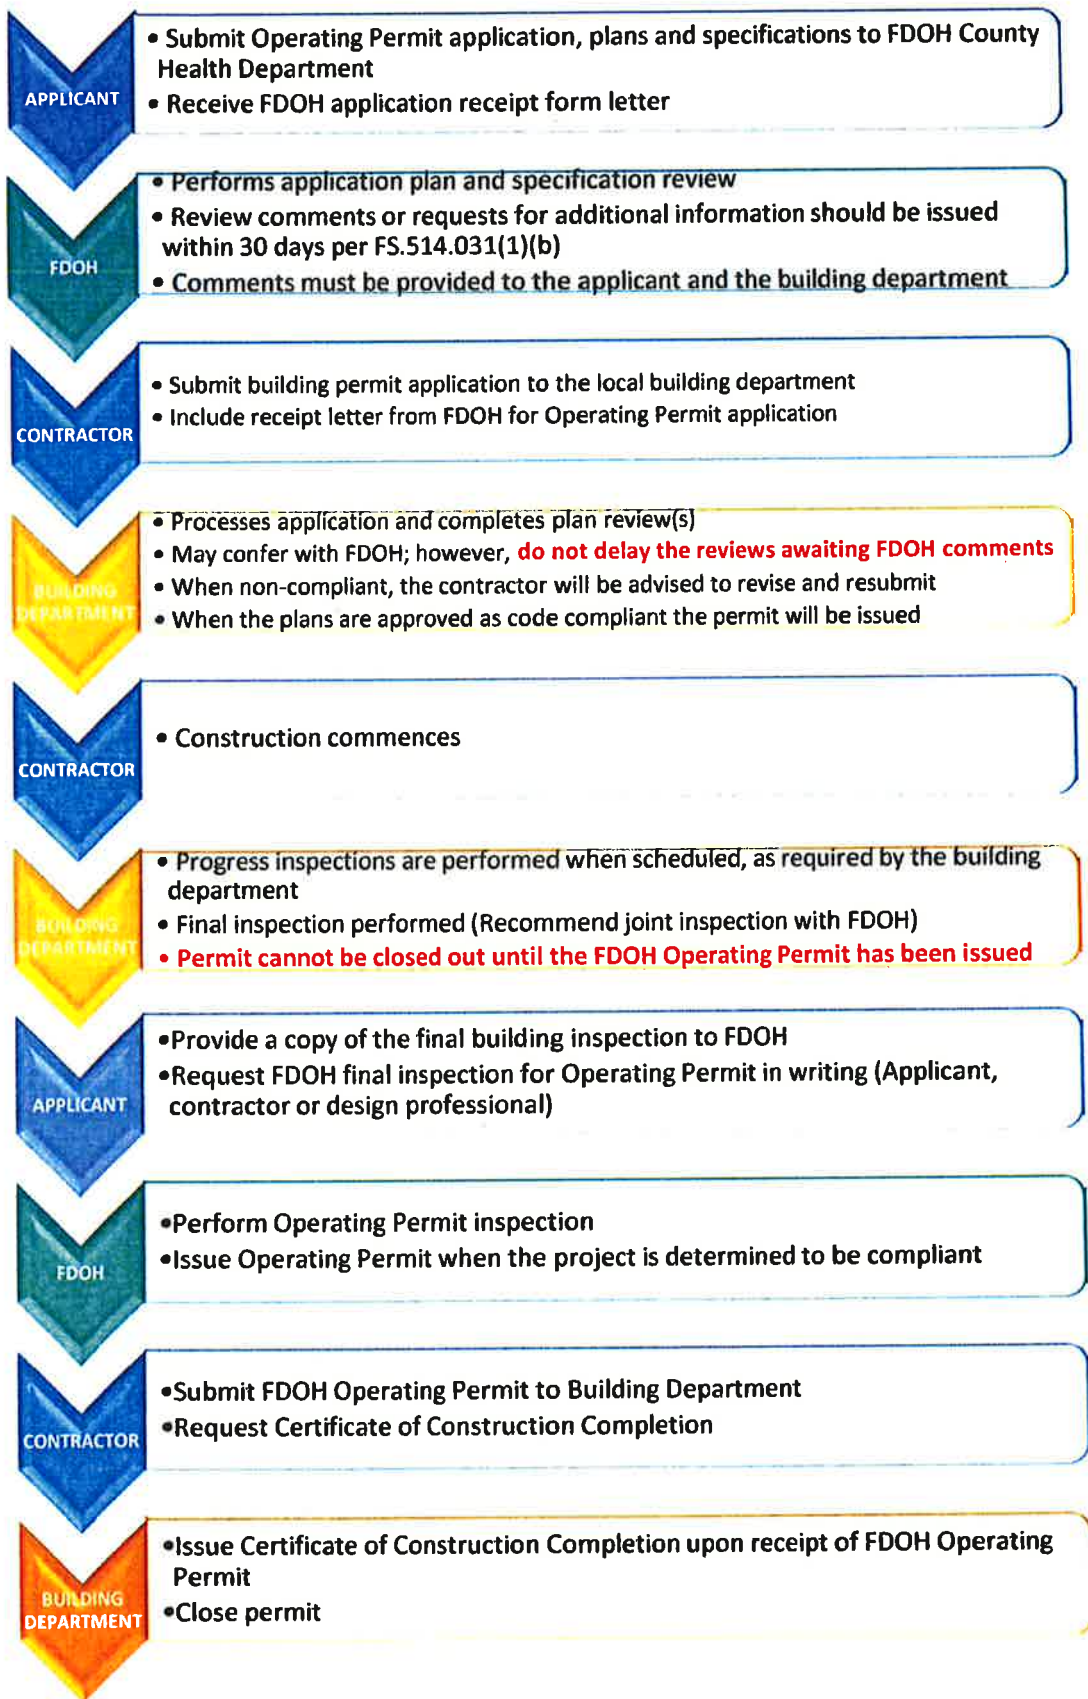 • Submit Operating Permit application, plans and specifications to FDOH County
Health Department
APPLICANT
• Receive FDOH application receipt form letter
• Performs application plan and specification review
• Review comments or requests for additional information should be issued
within 30 days per FS.514.031(1)(b)
FDOH
• Comments must be provided to the applicant and the building department
• Submit building permit application to the local building department
• Include receipt letter from FDOH for Operating Permit application
CONTRACTOR
• Processes application and completes plan review(s)
• May confer with FDOH; however, do not delay the reviews awaiting FDOH comments
• When non-compliant, the contractor will be advised to revise and resubmit
• When the plans are approved as code compliant the permit will be issued
BUILDING
DEPARTMENT
• Construction commences
CONTRACTOR
• Progress inspections are performed when scheduled, as required by the building
department
• Final inspection performed (Recommend joint inspection with FDOH)
• Permit cannot be closed out until the FDOH Operating Permit has been issued
BUILDING
DEPARTMENT
•Provide a copy of the final building inspection to FDOH
•Request FDOH final inspection for Operating Permit in writing (Applicant,
contractor or design professional)
APPLICANT
•Perform Operating Permit inspection
•Issue Operating Permit when the project is determined to be compliant
FDOH
•Submit FDOH Operating Permit to Building Department
•Request Certificate of Construction Completion
CONTRACTOR
•Issue Certificate of Construction Completion upon receipt of FDOH Operating
Permit
•Close permit
BUILDING
DEPARTMENT